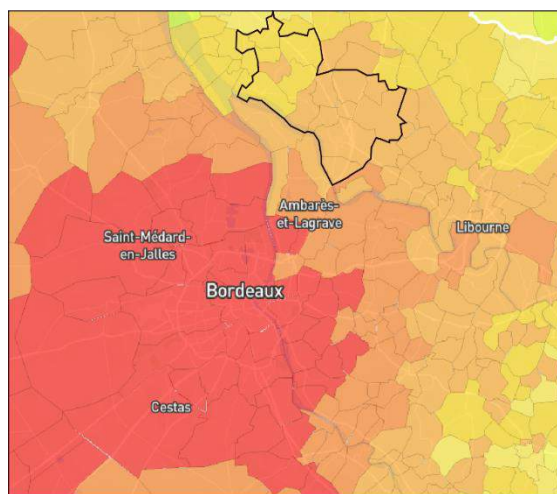 Ambarès-
et-Lagrave
Saint-Médard-
en-Jalles
Libourne
Bordeaux
Cestas